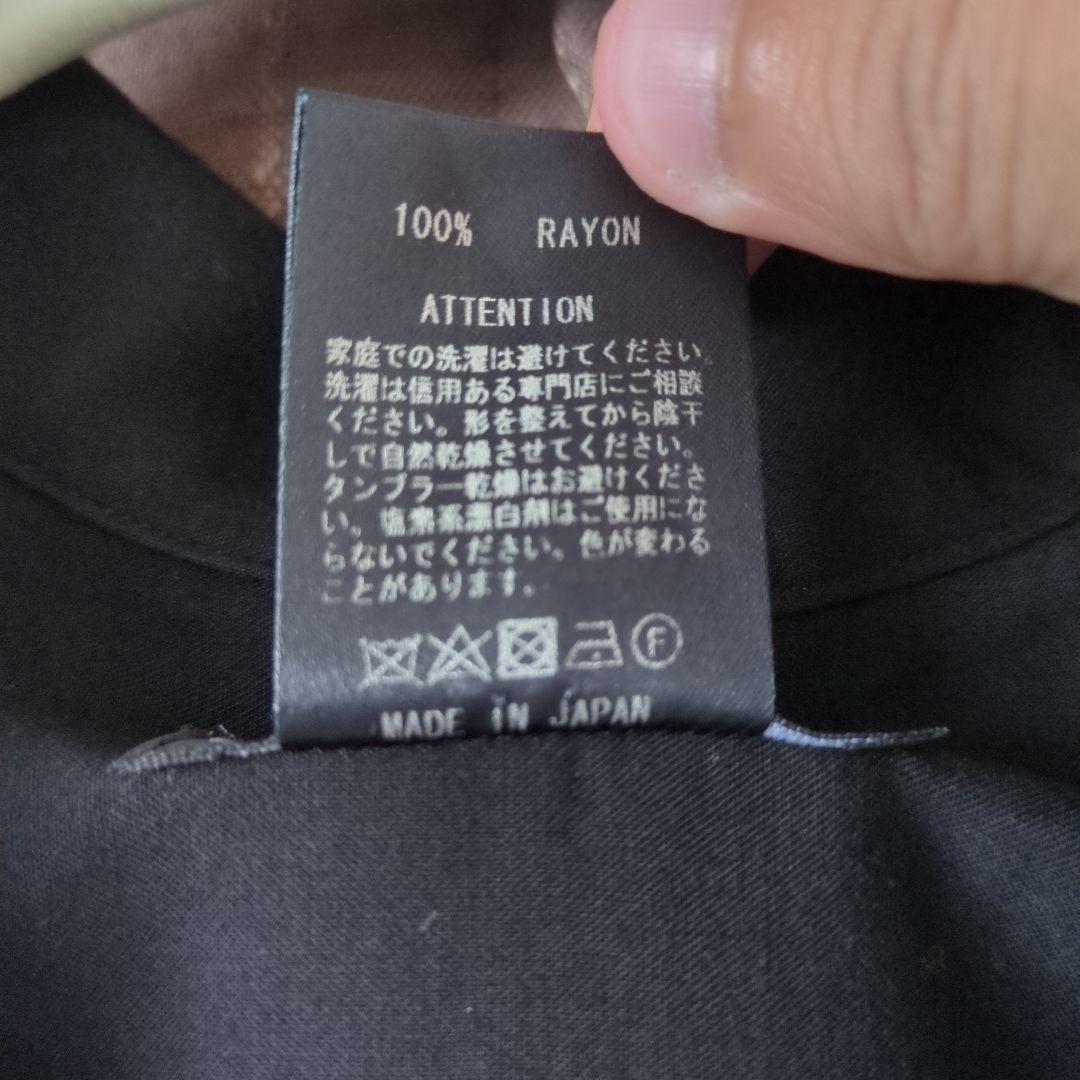 100% RAYON
ATTENTION
家庭での洗濯は避けてください。
洗濯は信用ある専門店にご相談
ください。形を整えてから陰干
しで自然乾燥させてください。
タンブラー乾燥はお避けくださ
い。塩素系漂白剤はご使用にな
らないでください。色が変わる
ことがあります。
F
MADE IN JAPAN